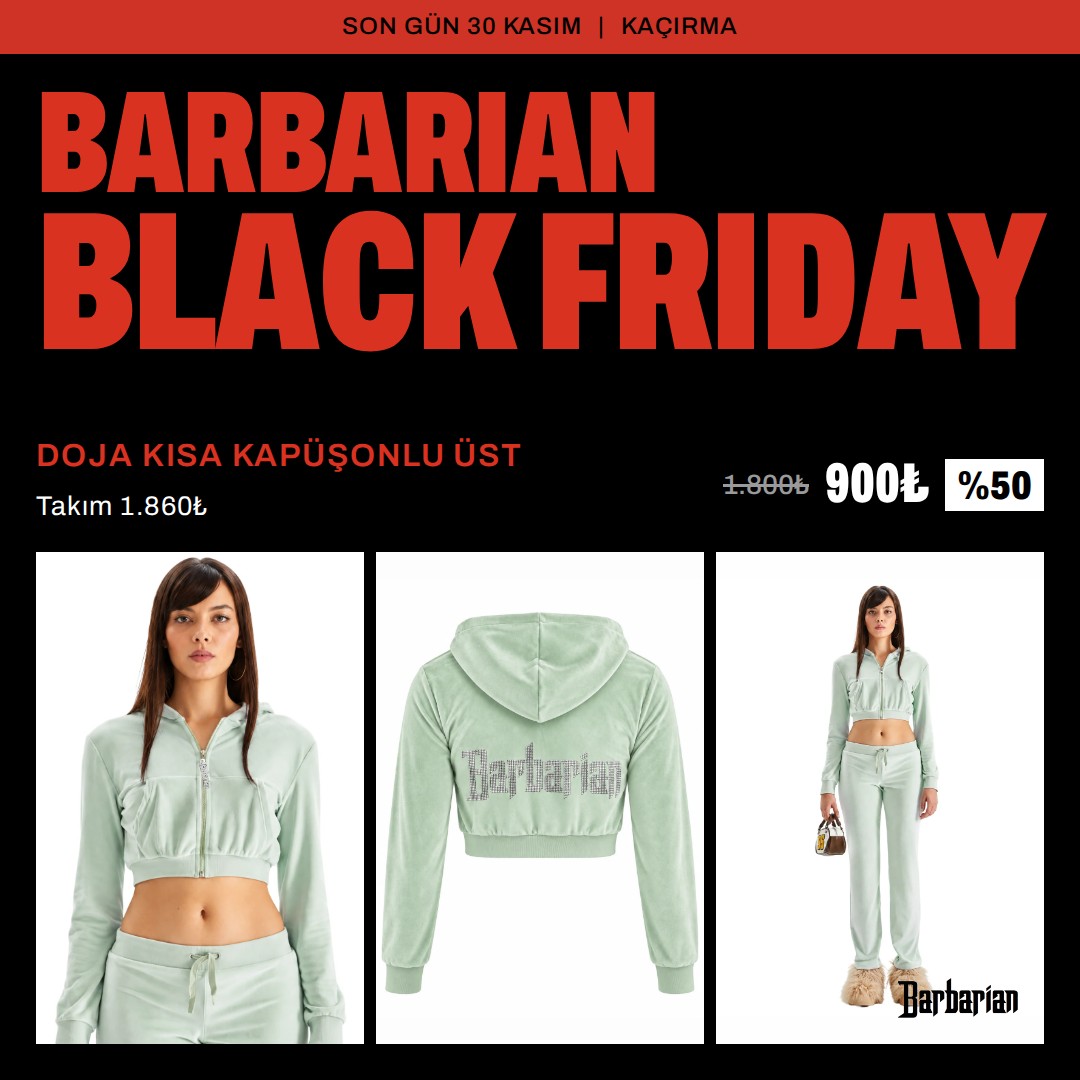 SON GÜN 30 KASIM | KAÇIRMA
BARBARIAN
BLACK FRIDAY
DOJA KISA KAPÜŞONLU ÜST
Takım 1.860₺
1.800₺ 900₺ %50
Barbarian
Barbarian